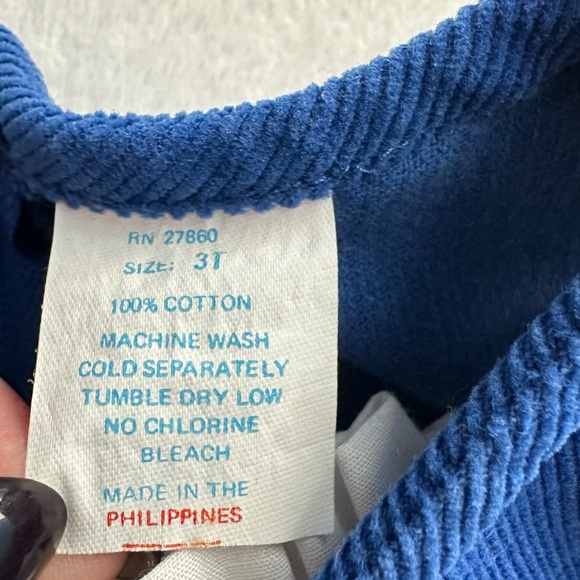 RN 27860
SIZE: 3T
100% COTTON
MACHINE WASH
COLD SEPARATELY
TUMBLE DRY LOW
NO CHLORINE
BLEACH
MADE IN THE
PHILIPPINES